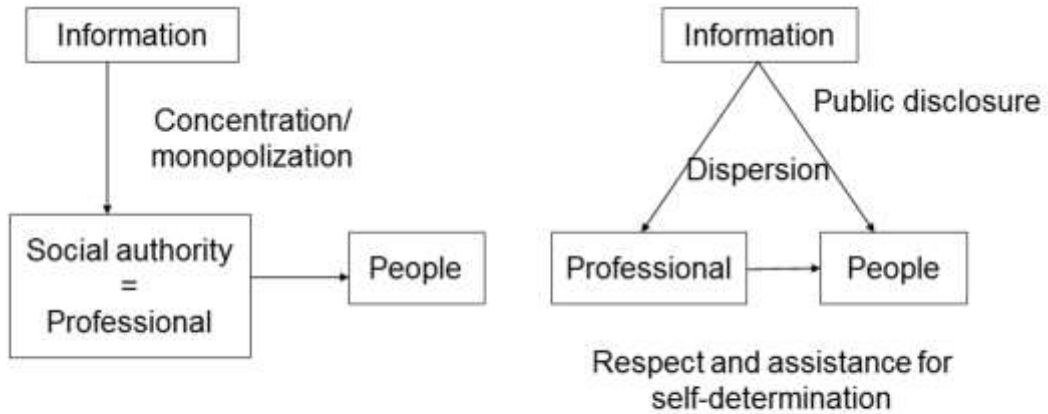 Information
Concentration/
monopolization
Social authority
=
Professional
People
Information
Public disclosure
Dispersion
Professional
People
Respect and assistance for
self-determination